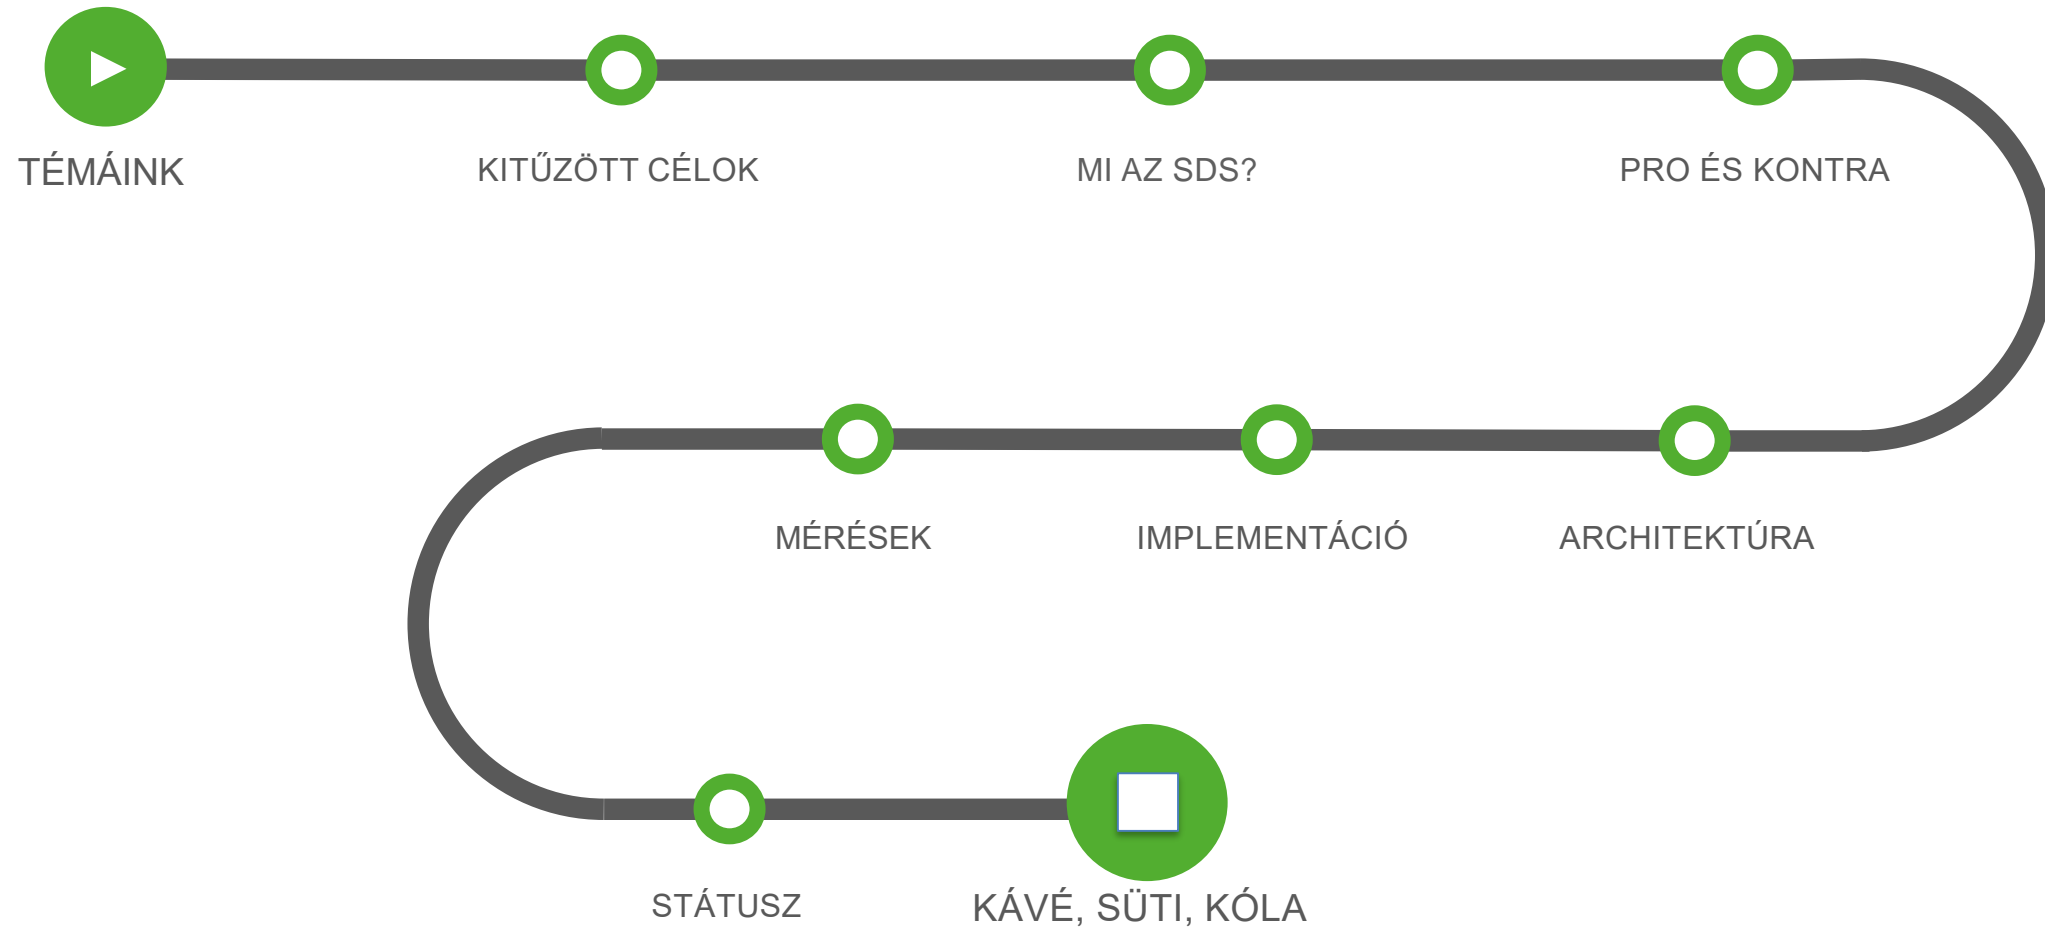 TÉMÁINK
KITŰZÖTT CÉLOK
MI AZ SDS?
PRO ÉS KONTRA
MÉRÉSEK
IMPLEMENTÁCIÓ
ARCHITEKTÚRA
STÁTUSZ
KÁVÉ, SÜTI, KÓLA